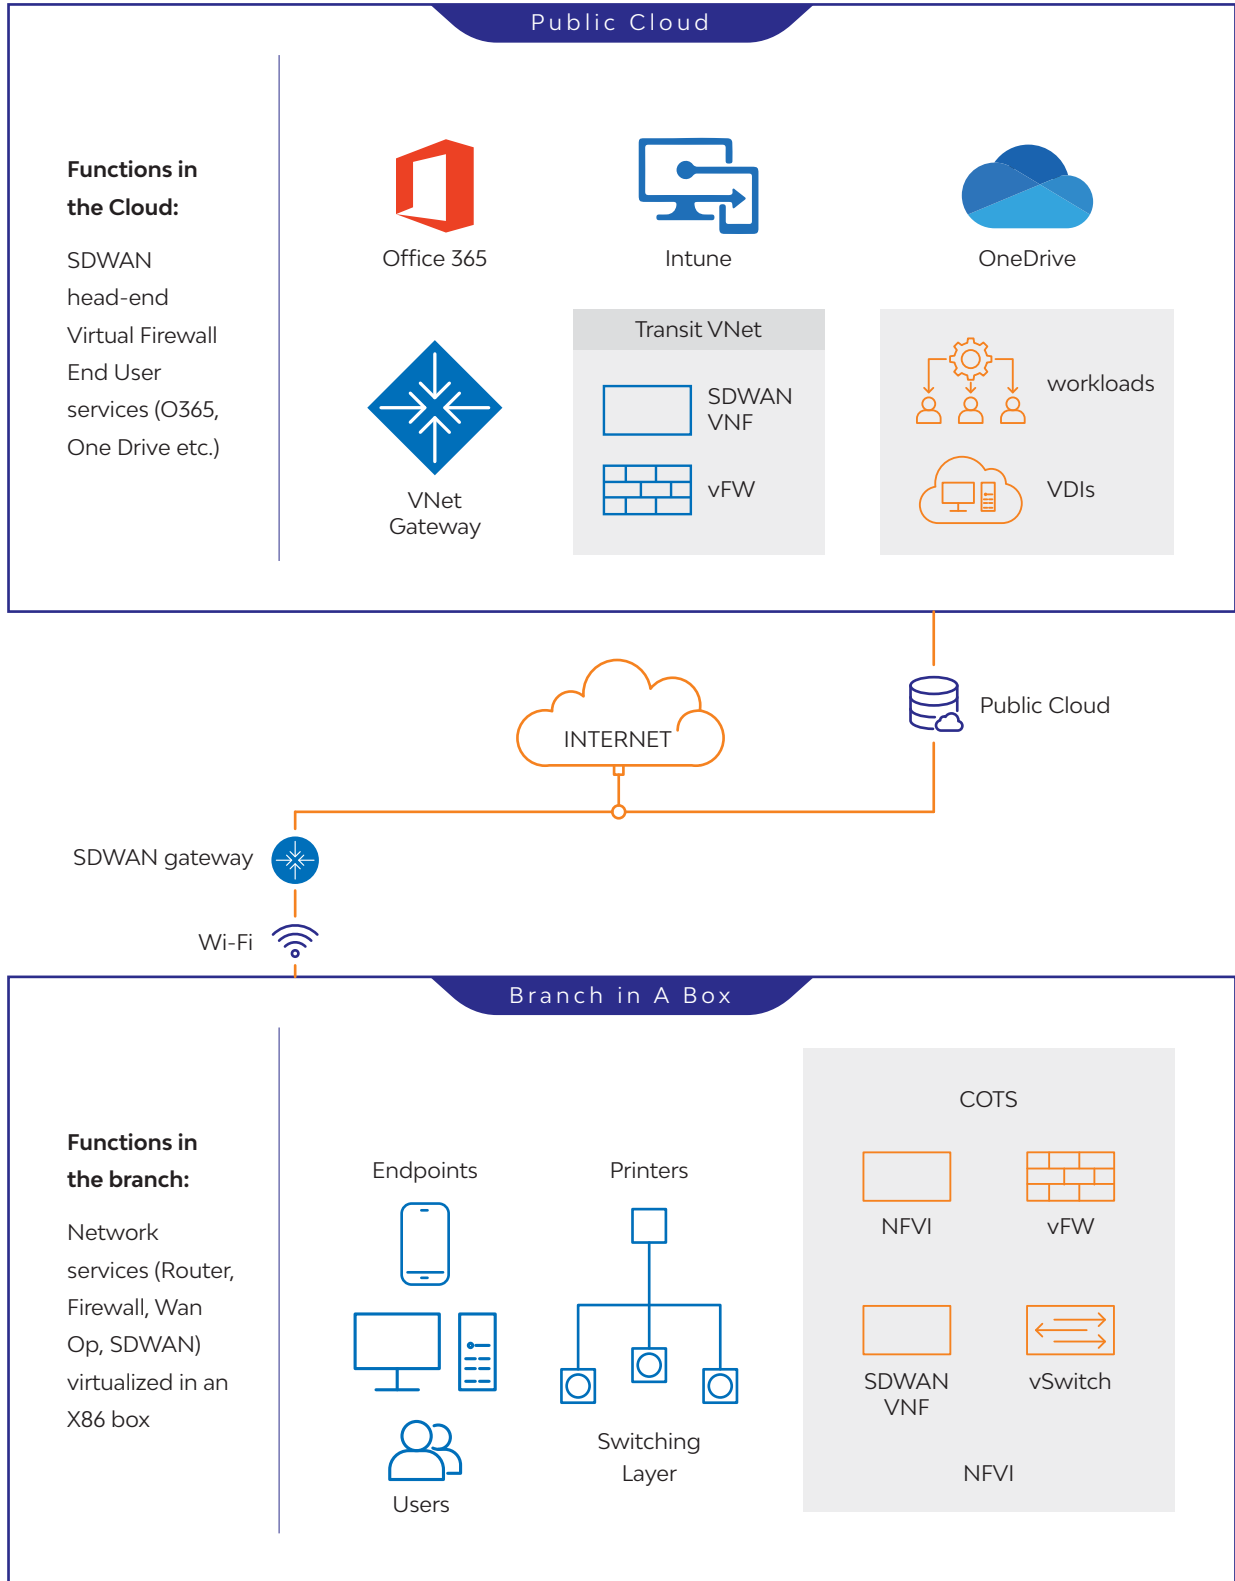 Public Cloud
Functions in
the Cloud:
SDWAN
head-end
Virtual Firewall
End User
services (O365,
One Drive etc.)
Office 365
Intune
OneDrive
VNet
Gateway
Transit VNet
SDWAN
VNF
vFW
workloads
VDIs
INTERNET
Public Cloud
SDWAN gateway
Wi-Fi
Branch in A Box
Functions in
the branch:
Network
services (Router,
Firewall, Wan
Op, SDWAN)
virtualized in an
X86 box
Endpoints
Users
Printers
Switching
Layer
COTS
NFVI
vFW
SDWAN
VNF
vSwitch
NFVI